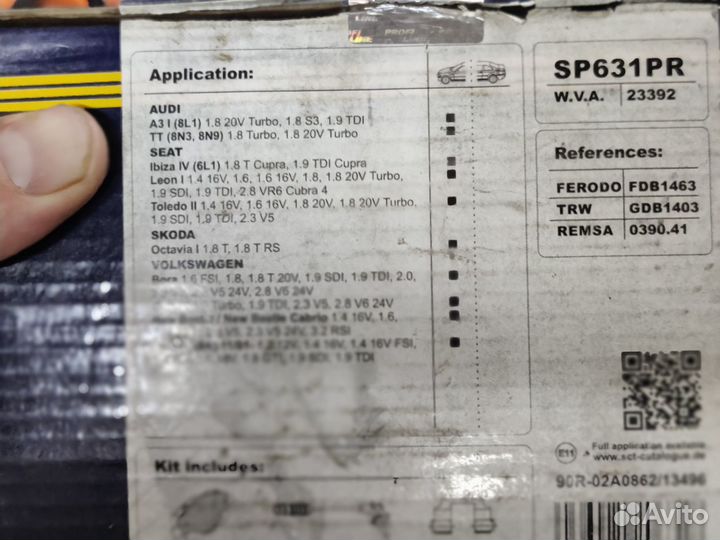 PROFI
LINE
Application:
AUDI
A3 I (8L1) 1.8 20V Turbo, 1.8 S3, 1.9 TDI
TT (8N3, 8N9) 1.8 20V Turbo, 1.8 20V Turbo
SEAT
Ibiza IV (6L1) 1.8 T Cupra, 1.9 TDI Cupra
Leon I 1.4 16V, 1.6, 1.6 16V, 1.8, 1.8 20V Turbo,
1.9 SDI, 1.9 TDI, 2.8 VR6 Cubra 4
Toledo II 1.4 16V, 1.6 16V, 1.8 20V, 1.8 20V Turbo,
1.9 SDI, 1.9 TDI, 2.3 V5
SKODA
Octavia I 1.8 T, 1.8 T RS
VOLKSWAGEN
Bora 1.6 FSI, 1.8, 1.8 T 20V, 1.9 SDI, 1.9 TDI, 2.0,
V5 24V, 2.8 V6 24V
Turbo, 1.9 TDI, 2.3 V5, 2.8 V6 24V
/ New Beetle Cabrio 1.4 16V, 1.6,
V5, 2.3 V5 24V, 3.2 RSI
1.4 16V, 1.4 16V FSI,
1.8 GTI, 1.9 SDI, 1.9 TDI
Kit includes:
SP631PR
W.V.A. 23392
References:
FERODO FDB1463
TRW GDB1403
REMSA 0390.41
E11
Full application available
www.sct-catalogue.de
90R-02A0862/13496
Avito